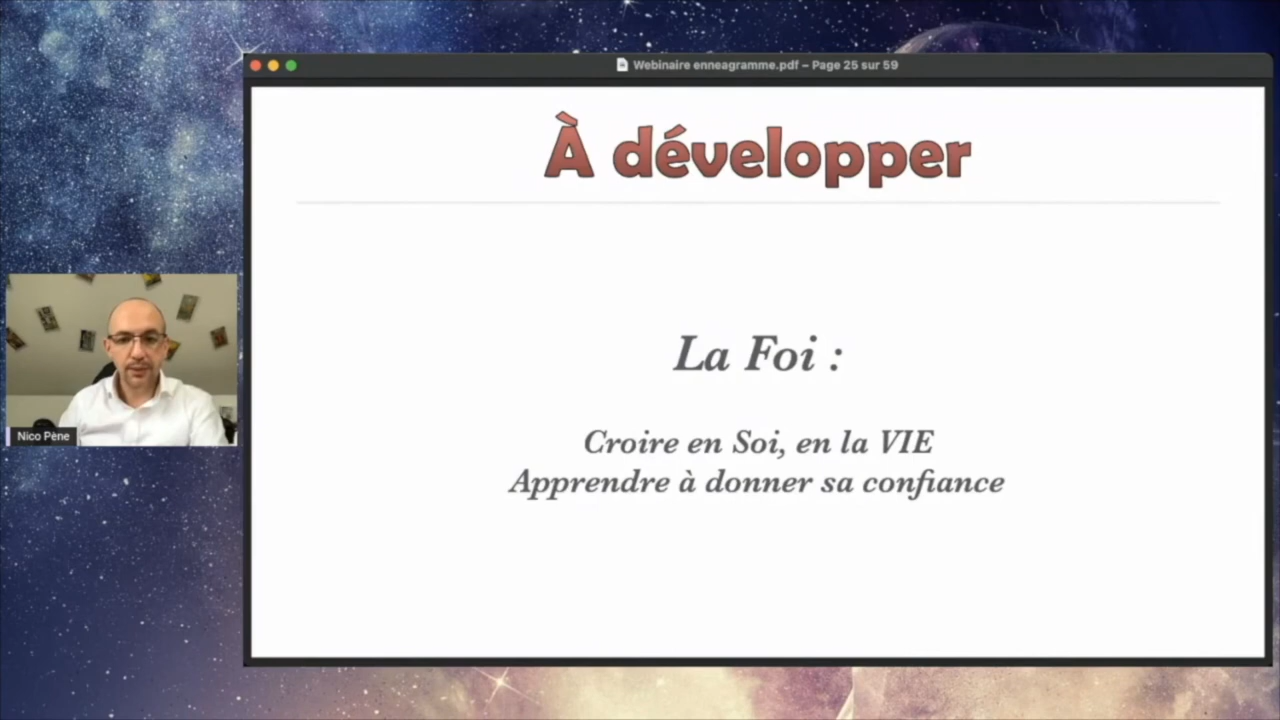 Webinaire enneagramme.pdf – Page 25 sur 59
À développer
La Foi :
Croire en Soi, en la VIE
Apprendre à donner sa confiance
Nico Pène